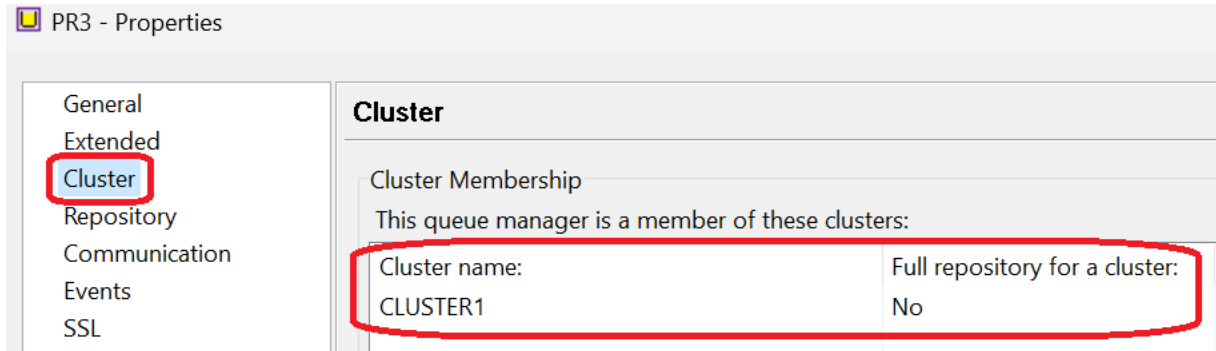 PR3 - Properties
General
Extended
Cluster
Repository
Communication
Events
SSL
Cluster
Cluster Membership
This queue manager is a member of these clusters:
Cluster name: Full repository for a cluster:
CLUSTER1 No